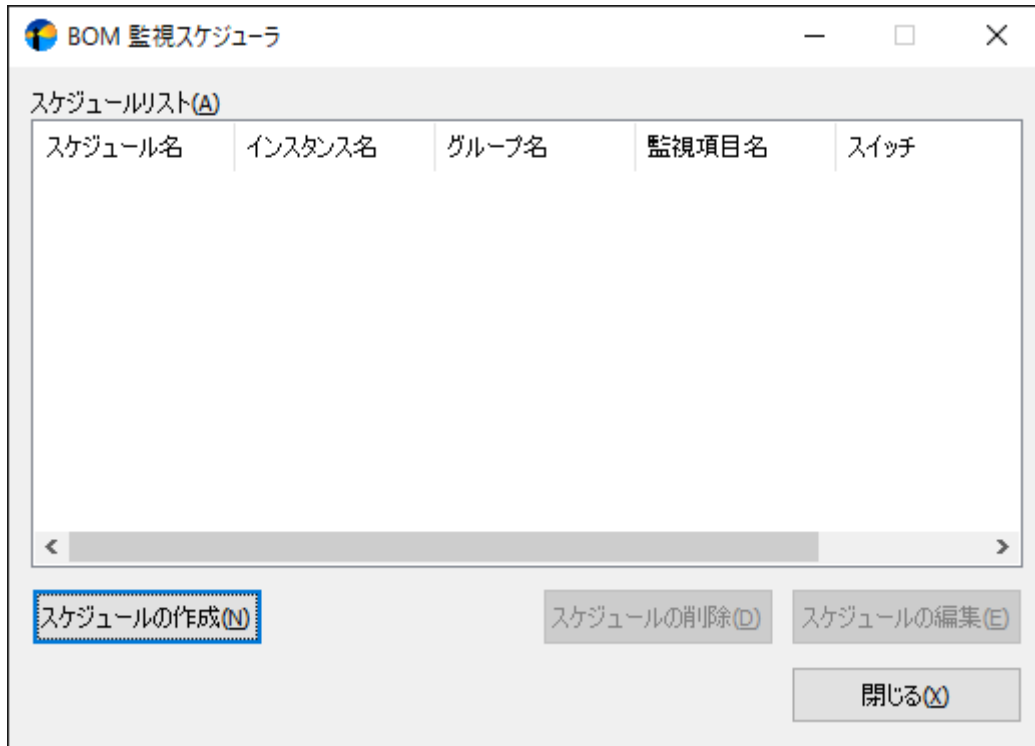 BOM 監視スケジューラ
スケジュールリスト(A)
スケジュール名 インスタンス名 グループ名 監視項目名 スイッチ
スケジュールの作成(N) スケジュールの削除(D) スケジュールの編集(E)
閉じる(X)